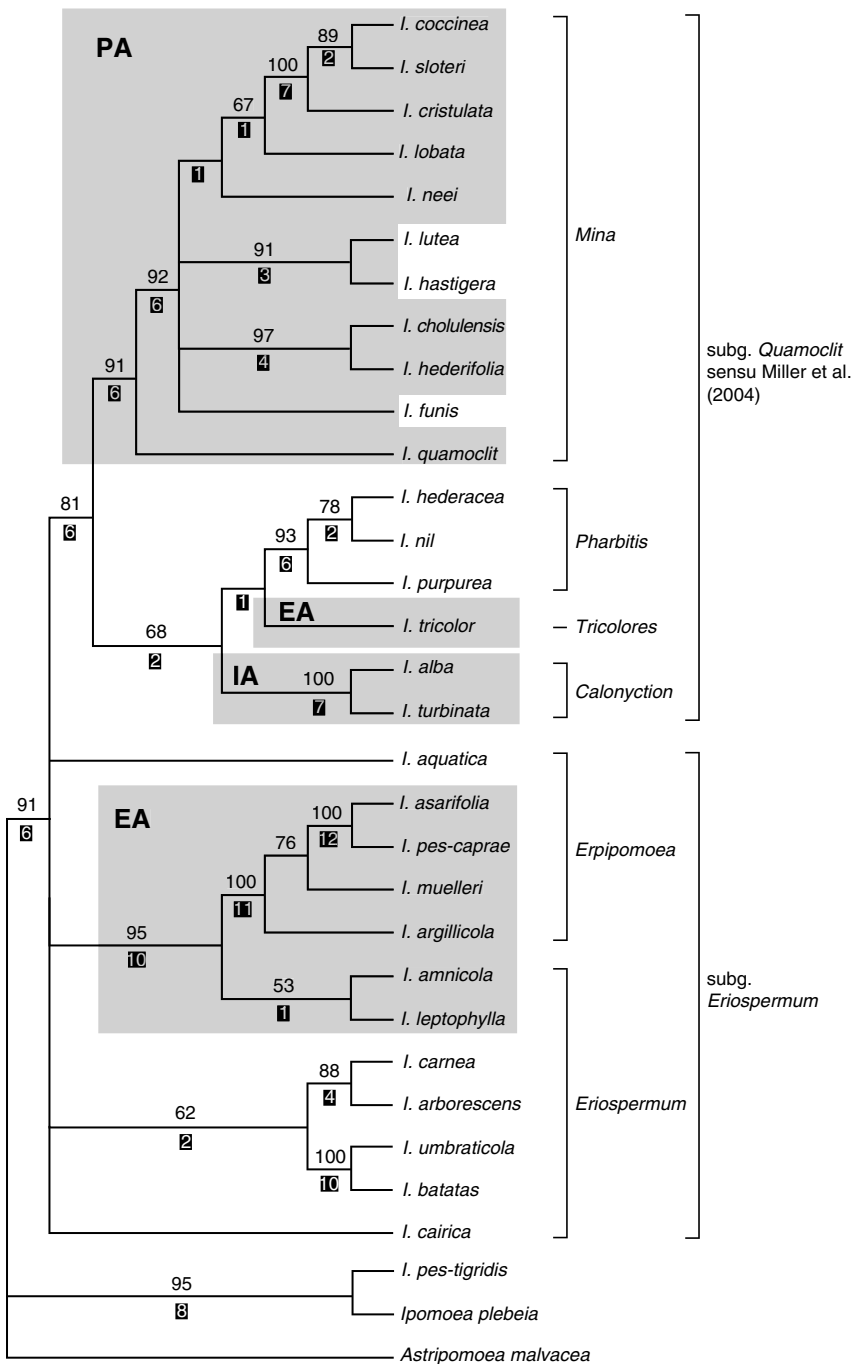 I. coccinea
89
PA
2
I. sloteri
100
7
I. cristulata
67
1
I. lobata
1
I. neei
I. lutea
Mina
91
3
I. hastigera
92
6
I. cholulensis
97
4
I. hederifolia
subg. Quamoclit
sensu Miller et al.
(2004)
91
6
I. funis
I. quamoclit
I. hederacea
81
6
78
2
I. nil
Pharbitis
93
6
I. purpurea
1
EA
I. tricolor
Tricolores
68
2
IA
I. alba
100
7
Calonyction
I. turbinata
I. aquatica
91
6
EA
I. asarifolia
100
12
I. pes-caprae
Erpipomoea
76
I. muelleri
100
11
I. argillicola
95
10
I. amnicola
53
1
subg.
Eriospermum
I. leptophylla
I. carnea
88
4
I. arborescens
Eriospermum
62
2
I. umbraticola
100
10
I. batatas
I. cairica
I. pes-tigridis
95
8
Ipomoea plebeia
Astripomoea malvacea